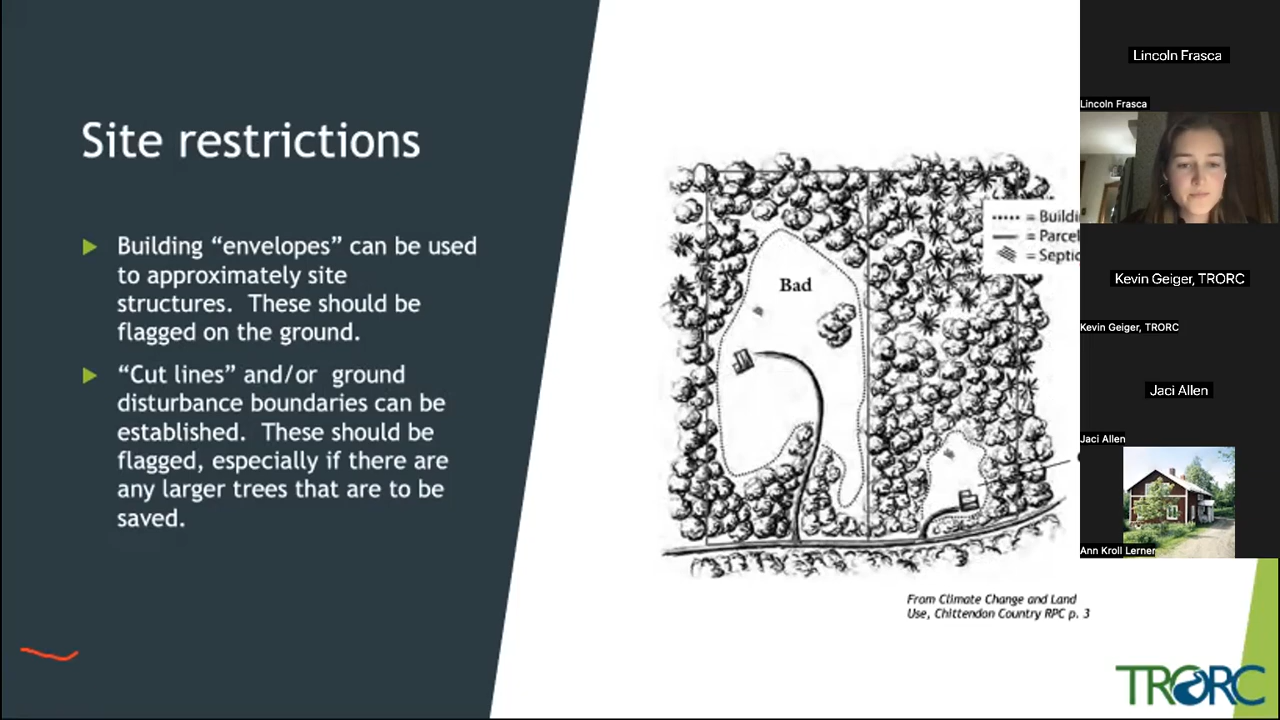 Site restrictions
Building “envelopes” can be used
to approximately site
structures.  These should be
flagged on the ground.
“Cut lines” and/or  ground
disturbance boundaries can be
established.  These should be
flagged, especially if there are
any larger trees that are to be
saved.
Bad
= Buildi
= Parcel
= Septic
From Climate Change and Land
Use, Chittendon Country RPC p. 3
TRORC
Lincoln Frasca
Lincoln Frasca
Kevin Geiger, TRORC
Kevin Geiger, TRORC
Jaci Allen
Jaci Allen
Ann Kroll Lerner